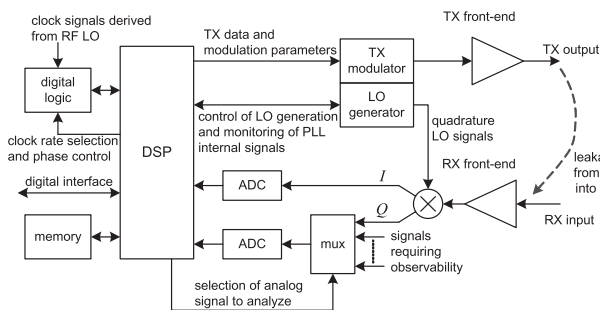 clock signals derived
from RF LO
digital
logic
clock rate selection
and phase control
digital interface
memory
DSP
TX data and
modulation parameters
TX
modulator
LO
generator
control of LO generation
and monitoring of PLL
internal signals
TX front-end
TX output
quadrature
LO signals
RX front-end
from
into
RX input
ADC
I
Q
ADC
mux
signals
requiring
observability
selection of analog
signal to analyze